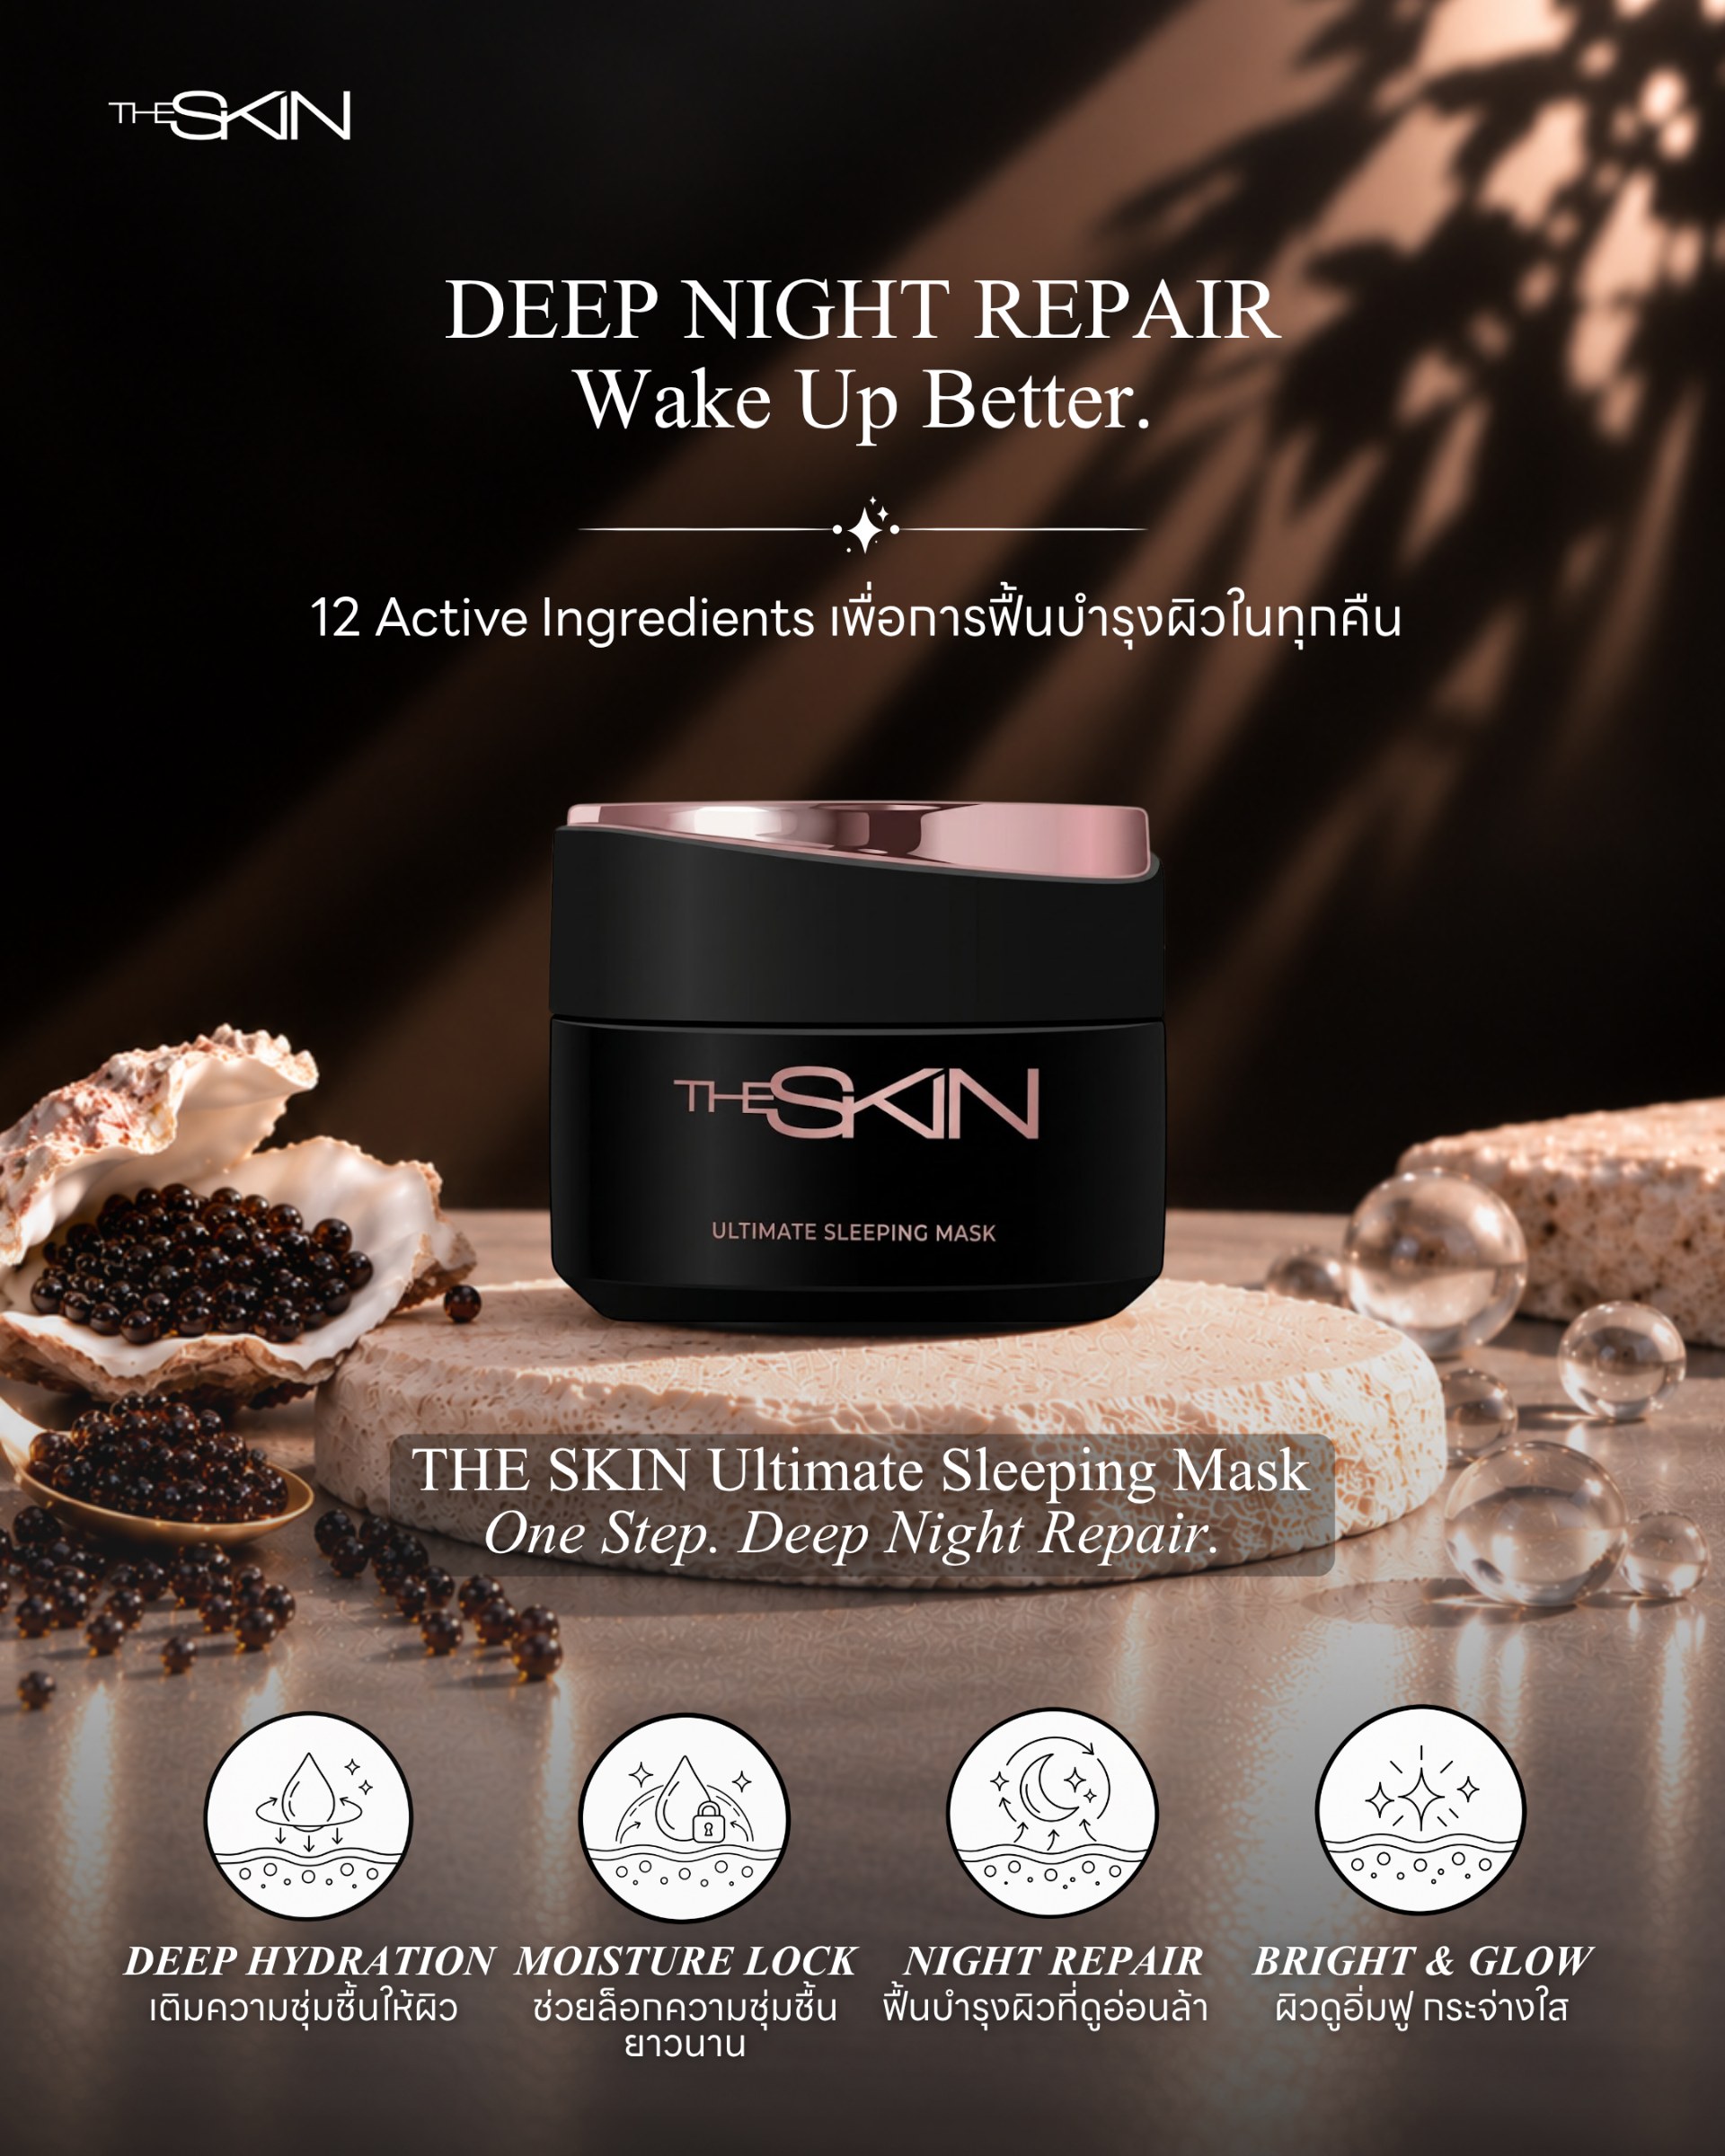 THE SKIN
DEEP NIGHT REPAIR
Wake Up Better.
12 Active Ingredients เพื่อการฟื้นบำรุงผิวในทุกคืน
THE SKIN
ULTIMATE SLEEPING MASK
THE SKIN Ultimate Sleeping Mask
One Step. Deep Night Repair.
DEEP HYDRATION
เติมความชุ่มชื้นให้ผิว
MOISTURE LOCK
ช่วยล็อกความชุ่มชื้น
ยาวนาน
NIGHT REPAIR
ฟื้นบำรุงผิวที่ดูอ่อนล้า
BRIGHT & GLOW
ผิวดูอิ่มฟู กระจ่างใส